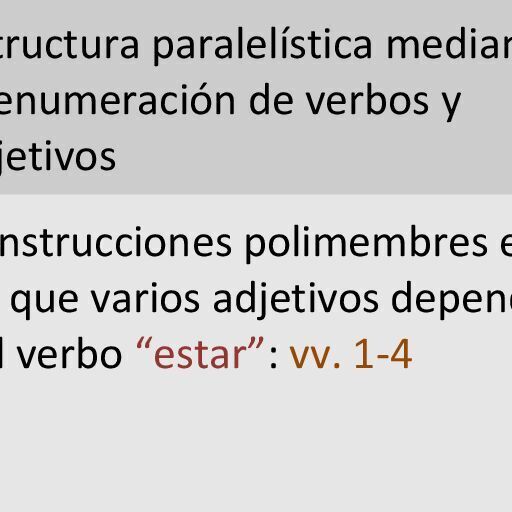 tructura paralelística median
enumeración de verbos y
jetivos
nstrucciones polimembres e
que varios adjetivos depend
l verbo “estar”: vv. 1-4